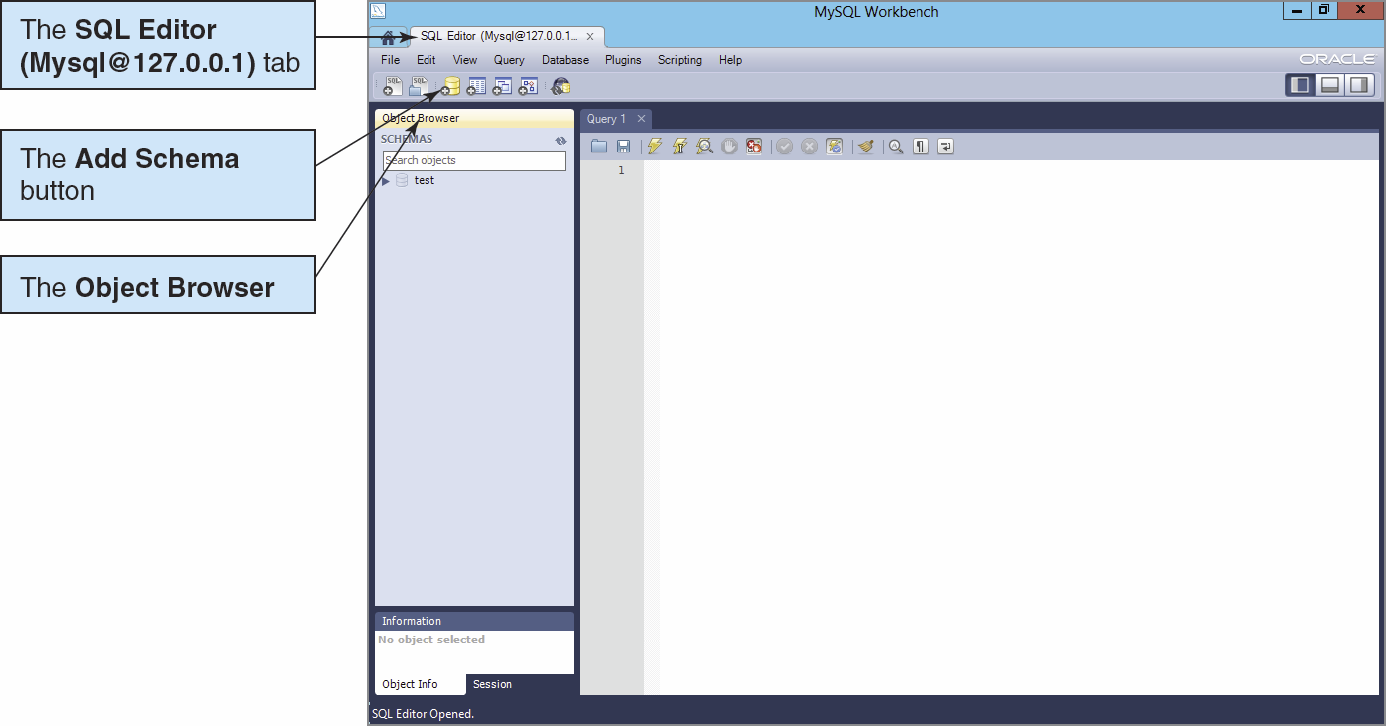 The SQL Editor
(Mysql@127.0.0.1) tab
The Add Schema
button
The Object Browser
MySQL Workbench
SQL Editor (Mysql@127.0.0.1...
File Edit View Query Database Plugins Scripting Help
ORACLE
SQL SQL
Object Browser
Query 1
SCHEMAS
Search objects
1
test
Information
No object selected
Object Info Session
SQL Editor Opened.